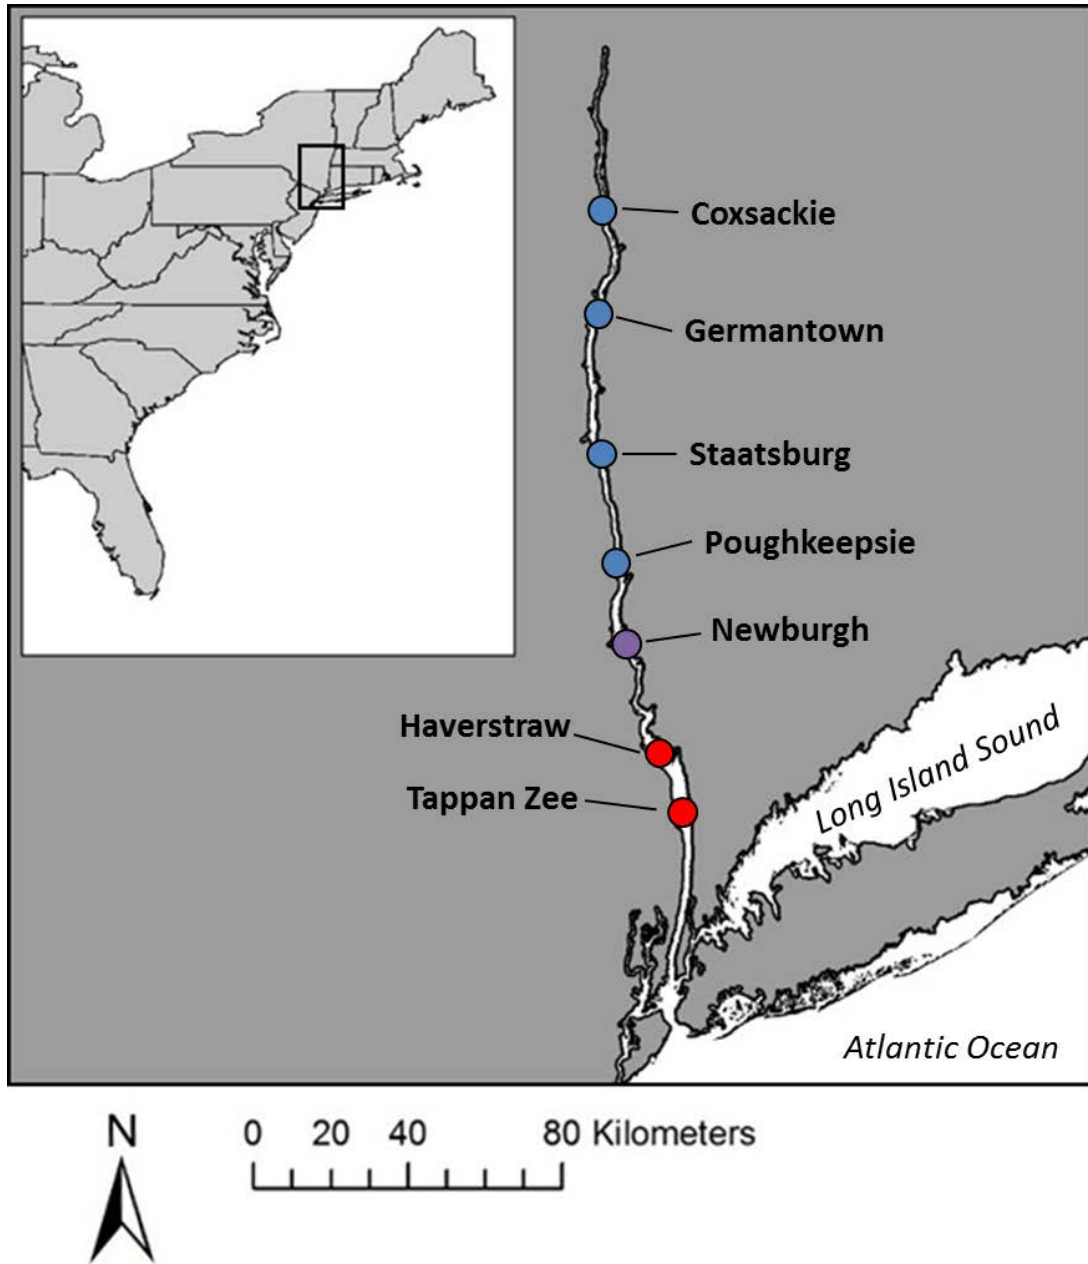 Coxsackie
Germantown
Staatsburg
Poughkeepsie
Newburgh
Haverstraw
Tappan Zee
Long Island Sound
Atlantic Ocean
N
0 20 40 80 Kilometers